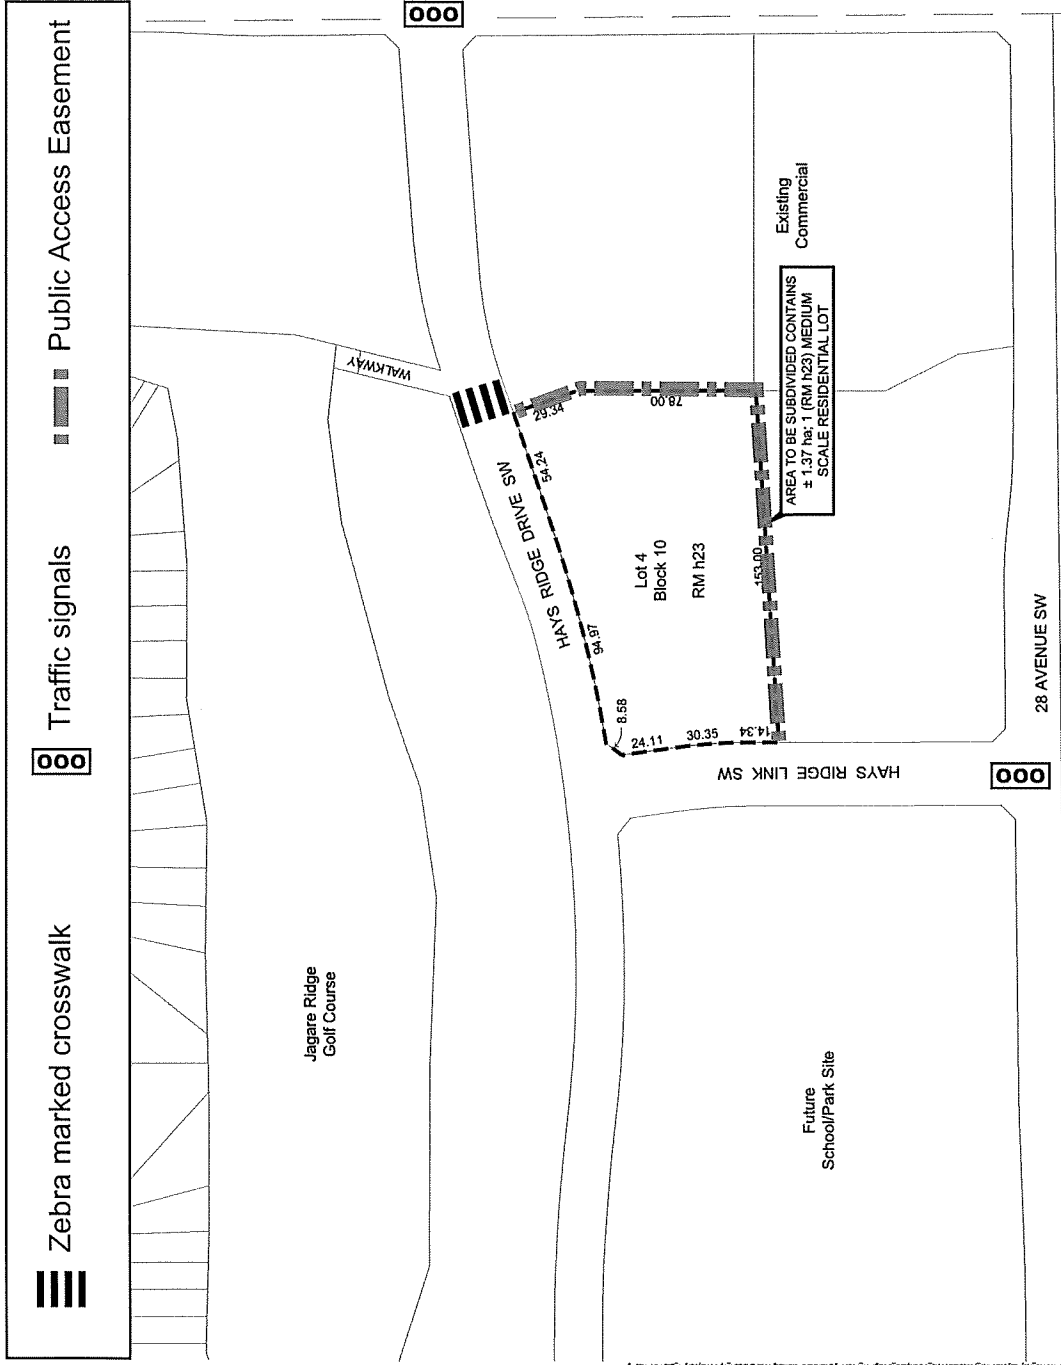 Zebra marked crosswalk
000
Traffic signals
Public Access Easement
000
WALKWAY
Jagare Ridge
Golf Course
HAYS RIDGE DRIVE SW
29.34
54.24
94.97
8.58
24.11
30.35
14.34
78.00
153.00
Lot 4
Block 10
RM h23
Existing
Commercial
AREA TO BE SUBDIVIDED CONTAINS
± 1.37 ha; 1 (RM h23) MEDIUM
SCALE RESIDENTIAL LOT
HAYS RIDGE LINK SW
000
28 AVENUE SW
Future
School/Park Site